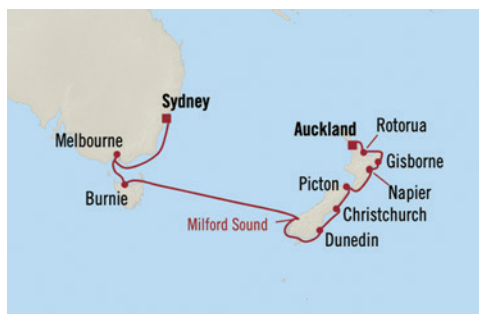 Sydney
Melbourne
Burnie
Auckland
Rotorua
Gisborne
Napier
Picton
Christchurch
Milford Sound
Dunedin